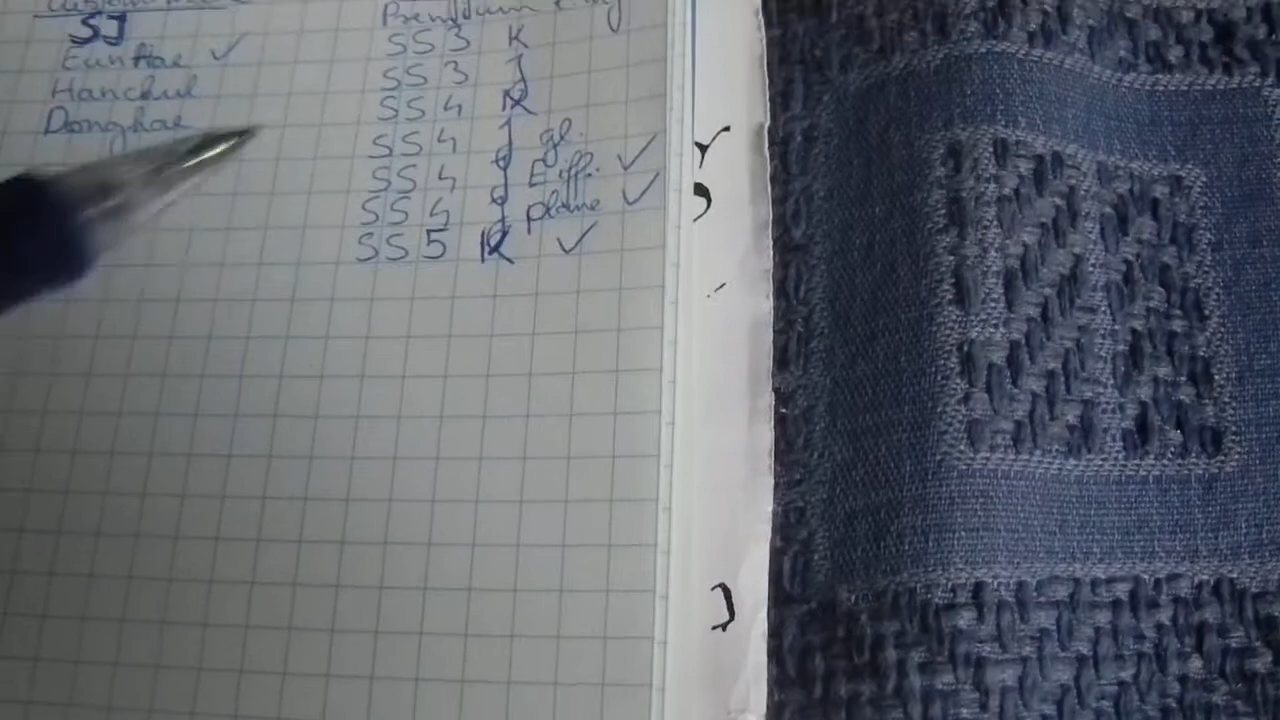 SJ
Eunhae ✓
Hanchul
Donghae
Premium
SS 3 K
SS 3 J
SS 4 K
SS 4 J gl.
SS 4 J Eiff. ✓
SS 4 J plane ✓
SS 5 K ✓